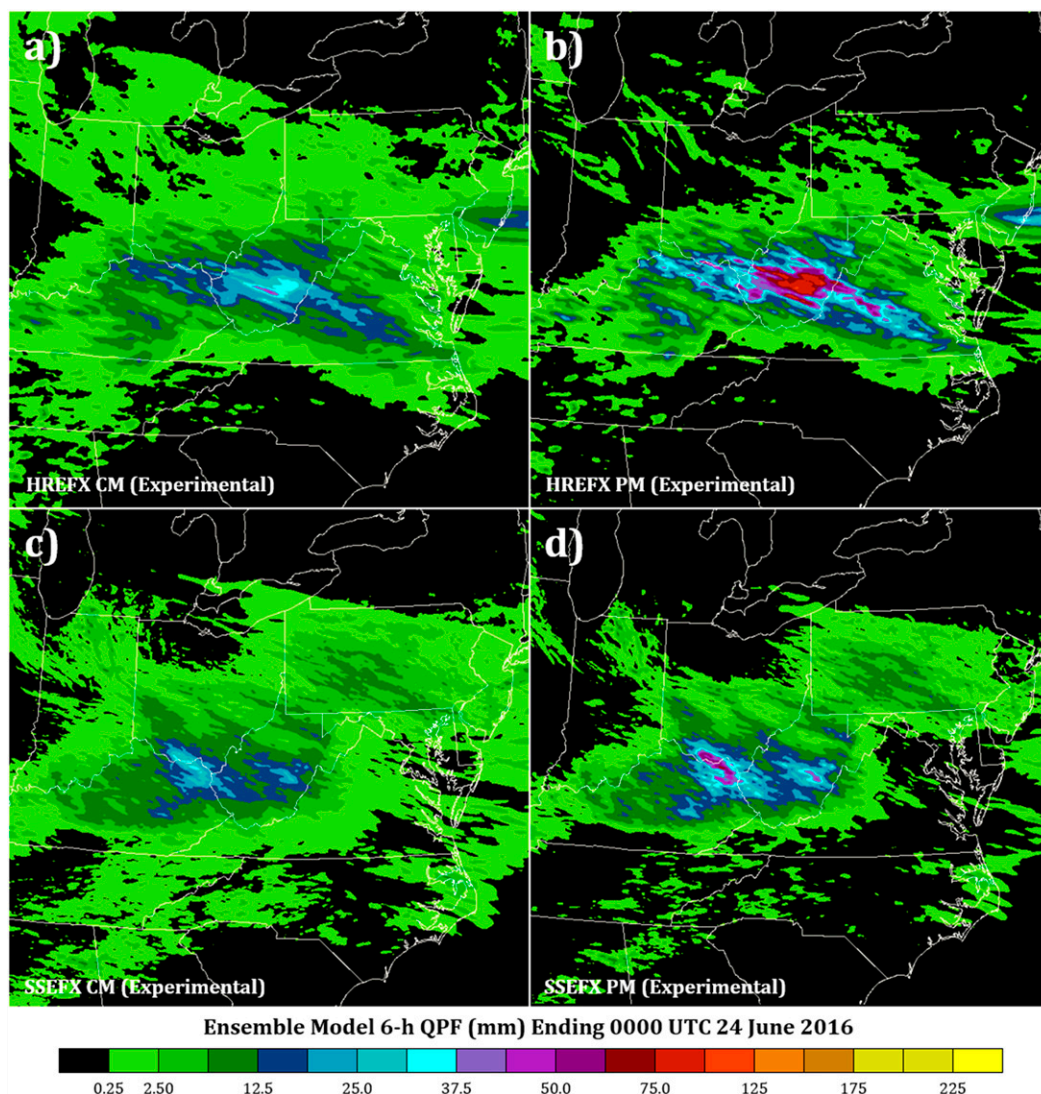 a)
b)
HREFX CM (Experimental)
HREFX PM (Experimental)
c)
d)
SSEFX CM (Experimental)
SSEFX PM (Experimental)
Ensemble Model 6-h QPF (mm) Ending 0000 UTC 24 June 2016
0.25 2.50 12.5 25.0 37.5 50.0 75.0 125 175 225